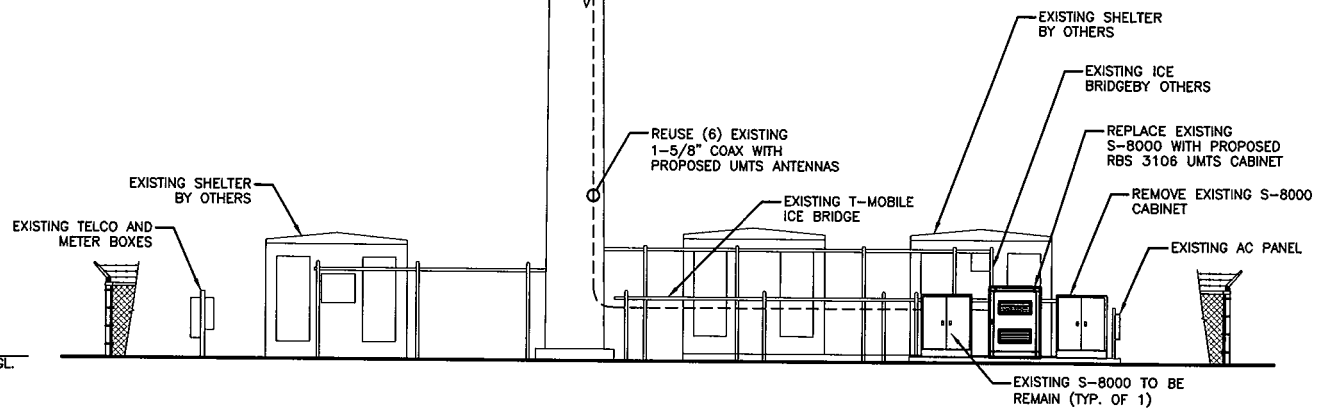 EXISTING SHELTER
BY OTHERS
EXISTING ICE
BRIDGEBY OTHERS
REUSE (6) EXISTING
1-5/8" COAX WITH
PROPOSED UMTS ANTENNAS
REPLACE EXISTING
S-8000 WITH PROPOSED
RBS 3106 UMTS CABINET
EXISTING SHELTER
BY OTHERS
EXISTING T-MOBILE
ICE BRIDGE
REMOVE EXISTING S-8000
CABINET
EXISTING TELCO AND
METER BOXES
EXISTING AC PANEL
GL.
EXISTING S-8000 TO BE
REMAIN (TYP. OF 1)